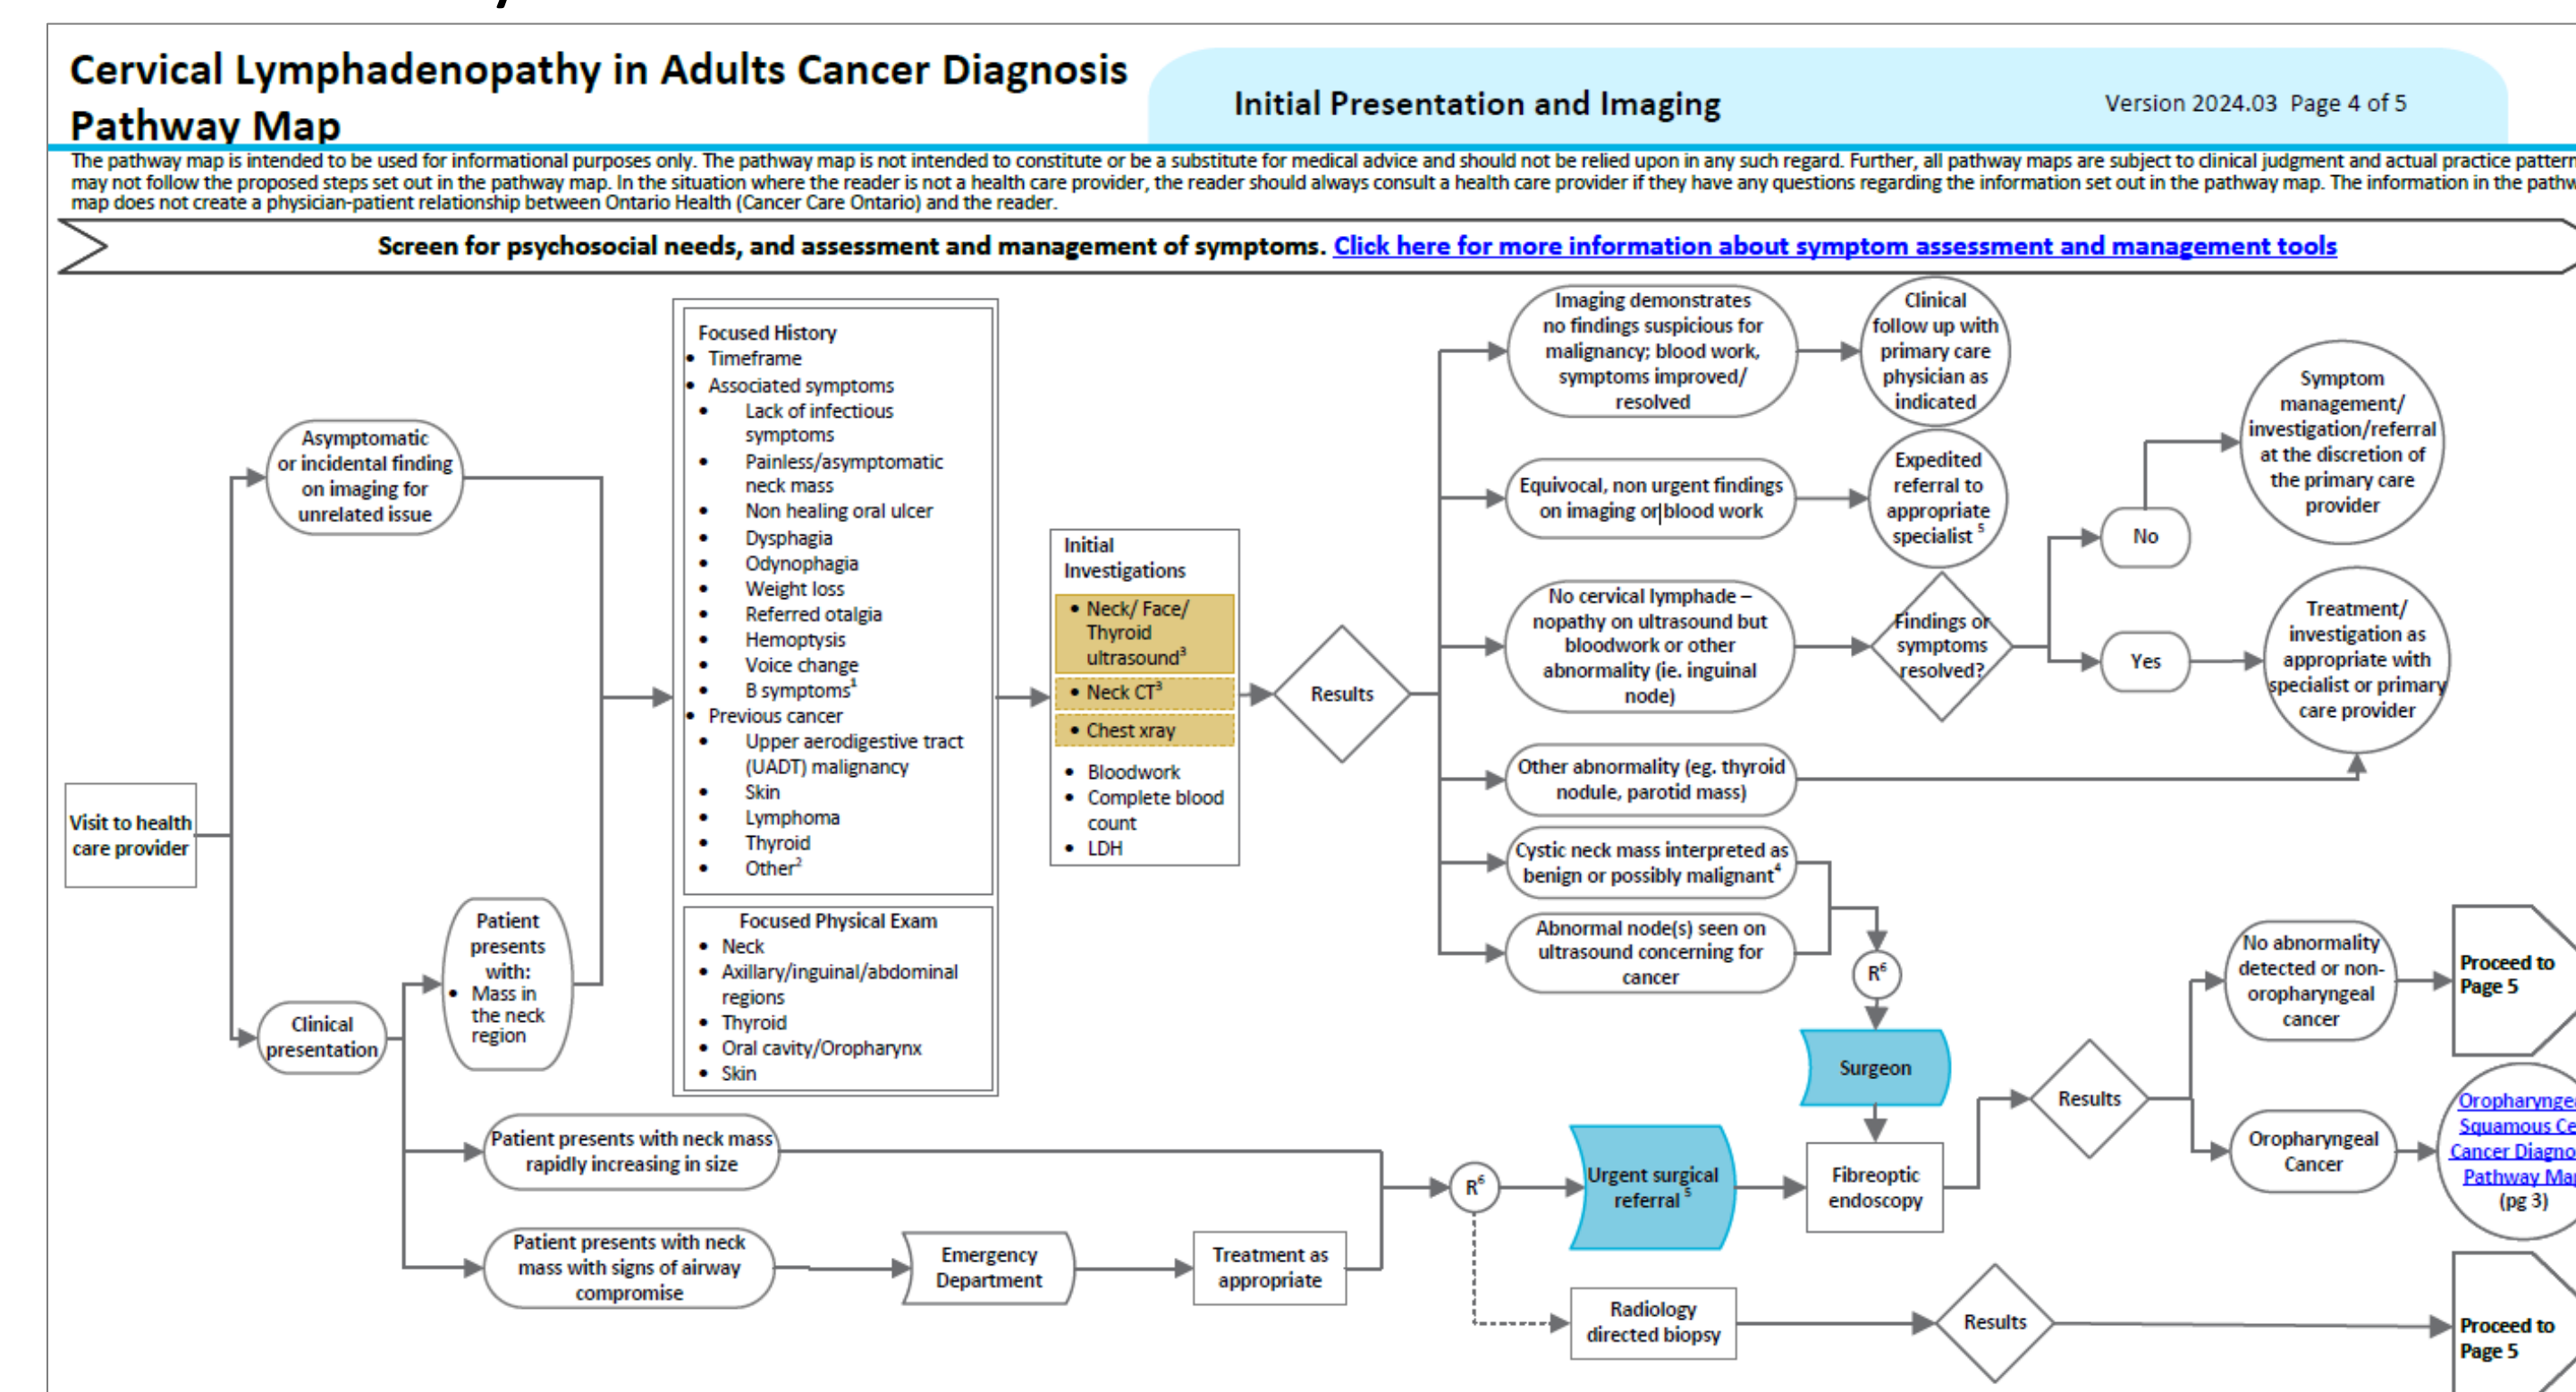 Cervical Lymphadenopathy in Adults Cancer Diagnosis
Pathway Map
Initial Presentation and Imaging
Version 2024.03 Page 4 of 5
The pathway map is intended to be used for informational purposes only. The pathway map is not intended to constitute or be a substitute for medical advice and should not be relied upon in any such regard. Further, all pathway maps are subject to clinical judgment and actual practice pattern
may not follow the proposed steps set out in the pathway map. In the situation where the reader is not a health care provider, the reader should always consult a health care provider if they have any questions regarding the information set out in the pathway map. The information in the pathw
map does not create a physician-patient relationship between Ontario Health (Cancer Care Ontario) and the reader.
Screen for psychosocial needs, and assessment and management of symptoms. Click here for more information about symptom assessment and management tools
Visit to health
care provider
Asymptomatic
or incidental finding
on imaging for
unrelated issue
Clinical
presentation
Patient
presents
with:
• Mass in
the neck
region
Patient presents with neck mass
rapidly increasing in size
Patient presents with neck
mass with signs of airway
compromise
Emergency
Department
Treatment as
appropriate
Focused History
• Timeframe
• Associated symptoms
• Lack of infectious
symptoms
• Painless/asymptomatic
neck mass
• Non healing oral ulcer
• Dysphagia
• Odynophagia
• Weight loss
• Referred otalgia
• Hemoptysis
• Voice change
• B symptoms1
• Previous cancer
• Upper aerodigestive tract
(UADT) malignancy
• Skin
• Lymphoma
• Thyroid
• Other2
Focused Physical Exam
• Neck
• Axillary/inguinal/abdominal
regions
• Thyroid
• Oral cavity/Oropharynx
• Skin
Initial
Investigations
• Neck/ Face/
Thyroid
ultrasound3
• Neck CT3
• Chest xray
• Bloodwork
• Complete blood
count
• LDH
Results
Imaging demonstrates
no findings suspicious for
malignancy; blood work,
symptoms improved/
resolved
Clinical
follow up with
primary care
physician as
indicated
Equivocal, non urgent findings
on imaging or blood work
Expedited
referral to
appropriate
specialist 5
No cervical lymphade –
nopathy on ultrasound but
bloodwork or other
abnormality (ie. inguinal
node)
Findings or
symptoms
resolved?
No
Symptom
management/
investigation/referral
at the discretion of
the primary care
provider
Yes
Treatment/
investigation as
appropriate with
specialist or primary
care provider
Other abnormality (eg. thyroid
nodule, parotid mass)
Cystic neck mass interpreted as
benign or possibly malignant4
Abnormal node(s) seen on
ultrasound concerning for
cancer
R6
Surgeon
R6
Urgent surgical
referral 5
Fibreoptic
endoscopy
Results
No abnormality
detected or non-
oropharyngeal
cancer
Proceed to
Page 5
Oropharyngeal
Cancer
Oropharynge
Squamous Ce
Cancer Diagno
Pathway Ma
(pg 3)
Radiology
directed biopsy
Results
Proceed to
Page 5